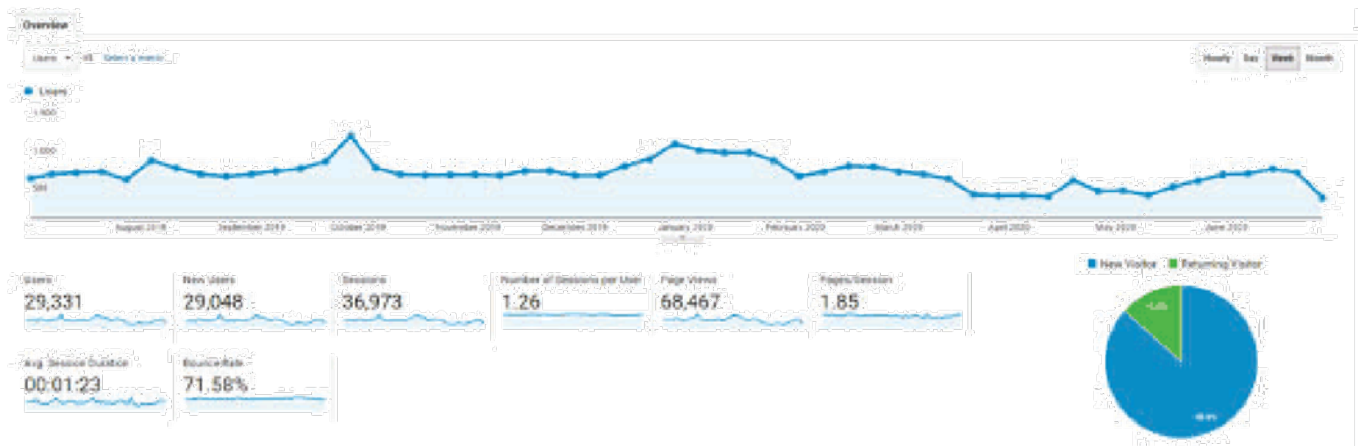 Overview
Users Select a metric
Hourly Day Week Month
Users
1,500
1,000
500
August 2019 September 2019 October 2019 November 2019 December 2019 January 2020 February 2020 March 2020 April 2020 May 2020 June 2020
New Visitor Returning Visitor
Users New Users Sessions Number of Sessions per User Page Views Pages/Session
29,331 29,048 36,973 1.26 68,467 1.85
Avg. Session Duration Bounce Rate
00:01:23 71.58%